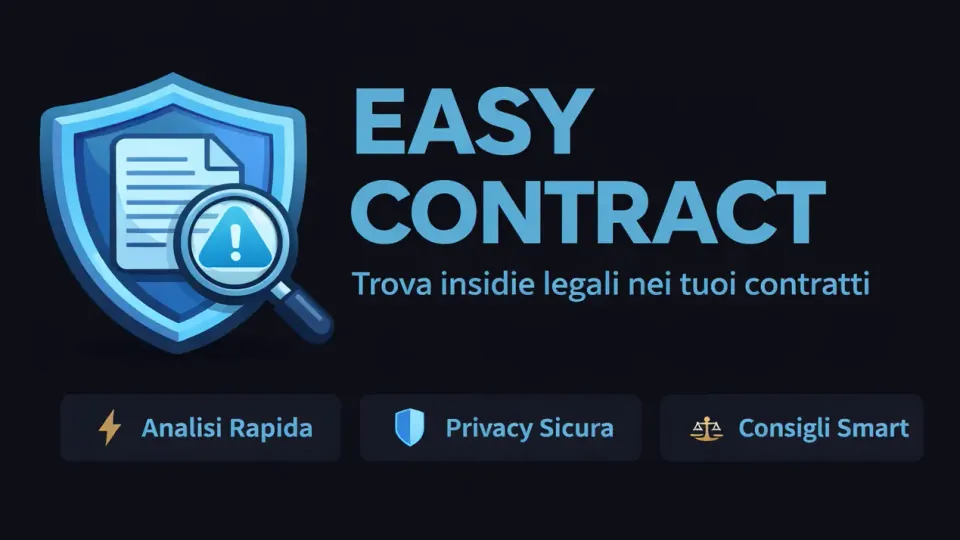 EASY
CONTRACT
Trova insidie legali nei tuoi contratti
Analisi Rapida
Privacy Sicura
Consigli Smart